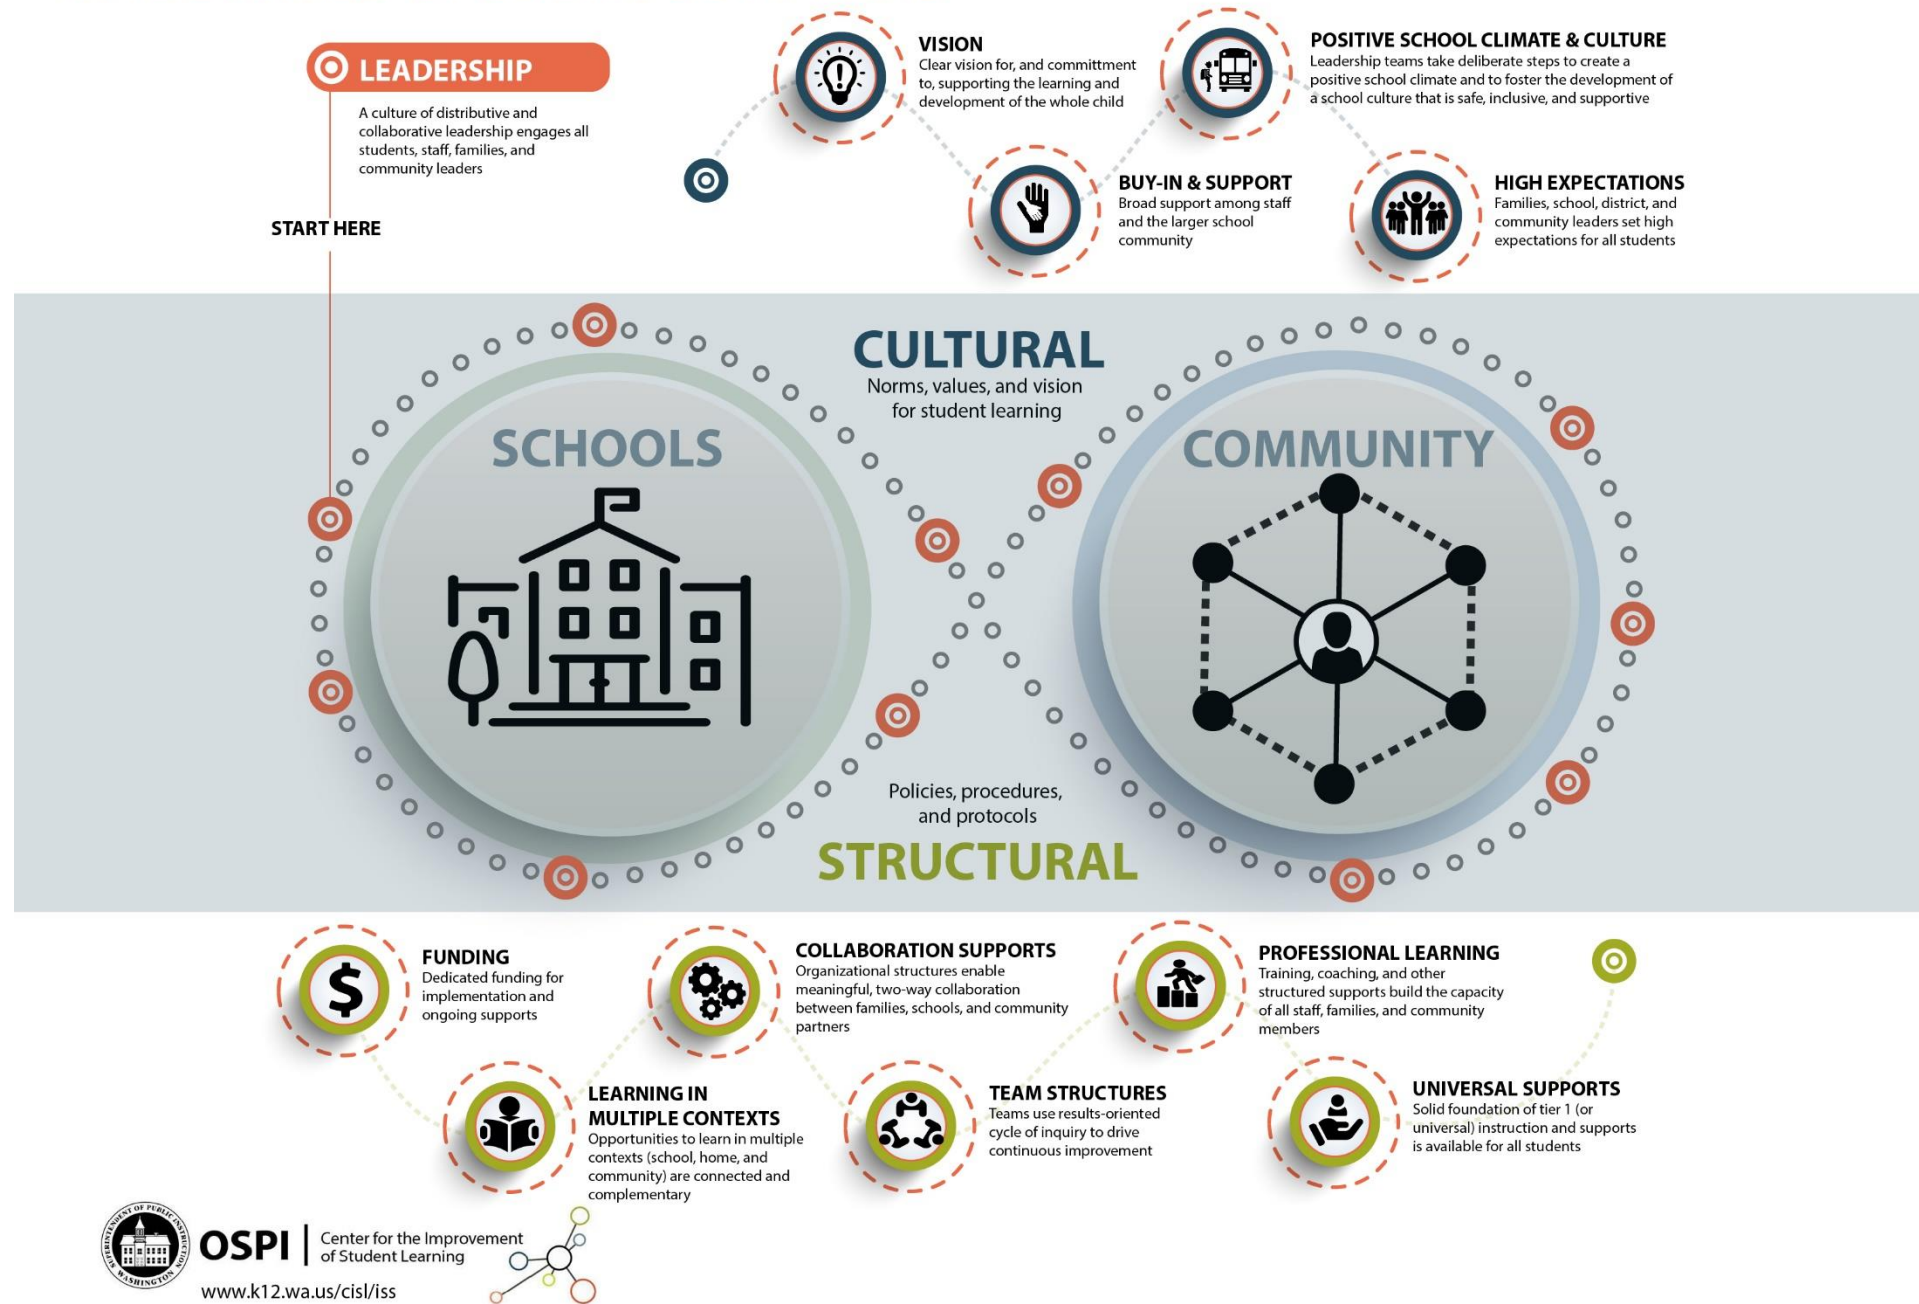 LEADERSHIP
A culture of distributive and
collaborative leadership engages all
students, staff, families, and
community leaders
START HERE
VISION
Clear vision for, and committment
to, supporting the learning and
development of the whole child
BUY-IN & SUPPORT
Broad support among staff
and the larger school
community
POSITIVE SCHOOL CLIMATE & CULTURE
Leadership teams take deliberate steps to create a
positive school climate and to foster the development of
a school culture that is safe, inclusive, and supportive
HIGH EXPECTATIONS
Families, school, district, and
community leaders set high
expectations for all students
CULTURAL
Norms, values, and vision
for student learning
SCHOOLS
COMMUNITY
Policies, procedures,
and protocols
STRUCTURAL
FUNDING
Dedicated funding for
implementation and
ongoing supports
LEARNING IN
MULTIPLE CONTEXTS
Opportunities to learn in multiple
contexts (school, home, and
community) are connected and
complementary
COLLABORATION SUPPORTS
Organizational structures enable
meaningful, two-way collaboration
between families, schools, and community
partners
TEAM STRUCTURES
Teams use results-oriented
cycle of inquiry to drive
continuous improvement
PROFESSIONAL LEARNING
Training, coaching, and other
structured supports build the capacity
of all staff, families, and community
members
UNIVERSAL SUPPORTS
Solid foundation of tier 1 (or
universal) instruction and supports
is available for all students
SUPERINTENDENT OF PUBLIC INSTRUCTION
WASHINGTON
OSPI
Center for the Improvement
of Student Learning
www.k12.wa.us/cisl/iss